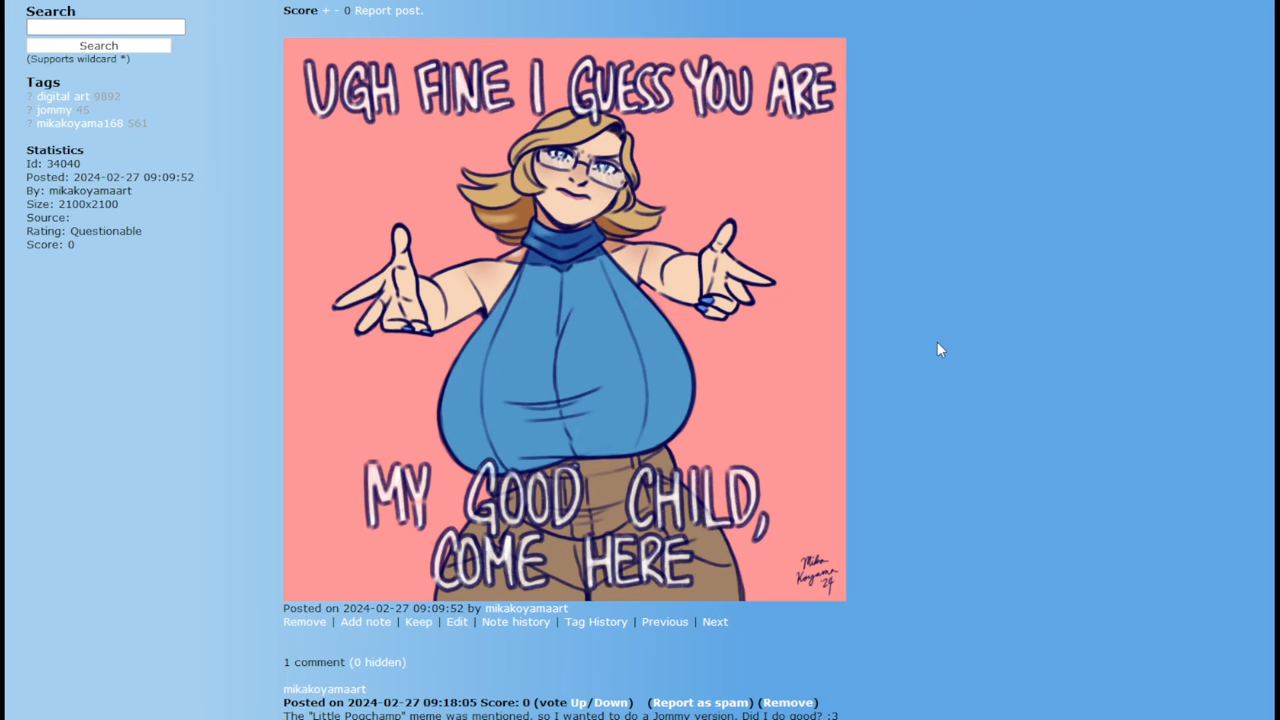 Search
Search
(Supports wildcard *)
Tags
? digital art 9892
? jommy 45
? mikakoyama168 561
Statistics
Id: 34040
Posted: 2024-02-27 09:09:52
By: mikakoyamaart
Size: 2100x2100
Source:
Rating: Questionable
Score: 0
Score + - 0 Report post.
UGH FINE I GUESS YOU ARE
MY GOOD CHILD,
COME HERE
Mika
Koyama
'24
Posted on 2024-02-27 09:09:52 by mikakoyamaart
Remove | Add note | Keep | Edit | Note history | Tag History | Previous | Next
1 comment (0 hidden)
mikakoyamaart
Posted on 2024-02-27 09:18:05 Score: 0 (vote Up/Down) (Report as spam) (Remove)
The "Little Pogchamp" meme was mentioned, so I wanted to do a Jommy version. Did I do good? :3